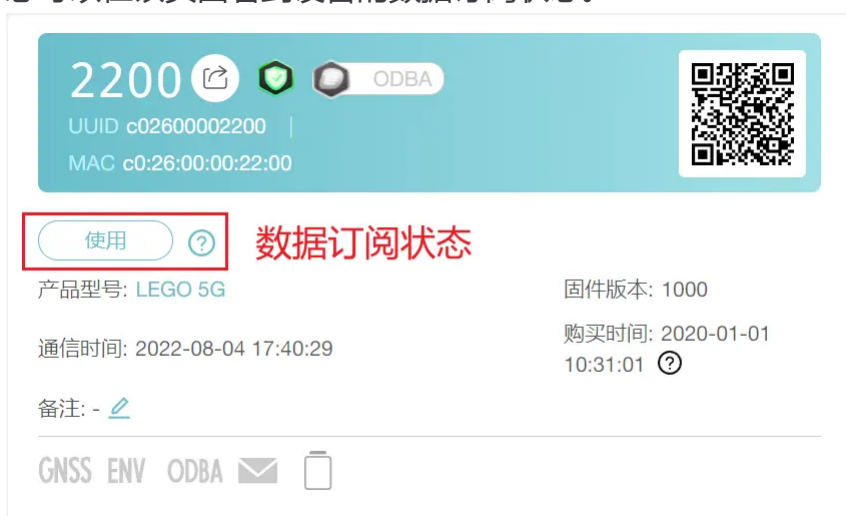 2200 ODBA
UUID c02600002200
MAC c0:26:00:00:22:00
使用 ? 数据订阅状态
产品型号: LEGO 5G
固件版本: 1000
通信时间: 2022-08-04 17:40:29
购买时间: 2020-01-01
10:31:01 ?
备注: -
GNSS ENV ODBA